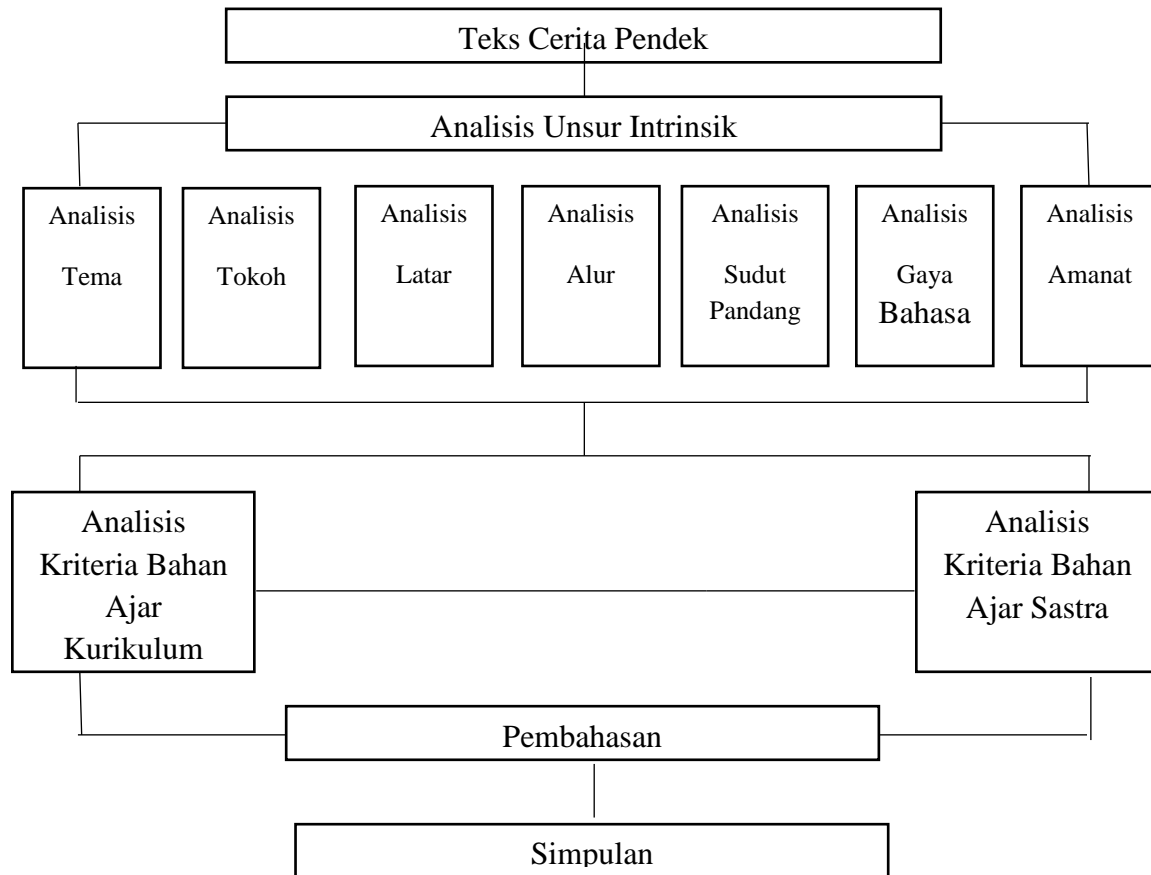 Teks Cerita Pendek
Analisis Unsur Intrinsik
Analisis
Tema
Analisis
Tokoh
Analisis
Latar
Analisis
Alur
Analisis
Sudut
Pandang
Analisis
Gaya
Bahasa
Analisis
Amanat
Analisis
Kriteria Bahan
Ajar
Kurikulum
Analisis
Kriteria Bahan
Ajar Sastra
Pembahasan
Simpulan